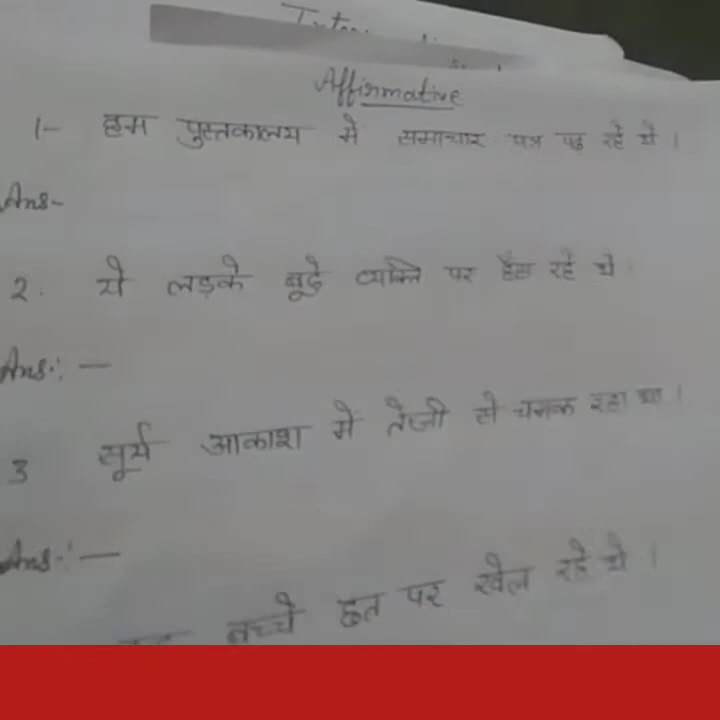 Affirmative
1- हम पुस्तकालय में समाचार पत्र पढ़ रहे थे ।
Ans-
2. ये लड़के बूढ़े व्यक्ति पर हँस रहे थे
Ans:-
3 सूर्य आकाश में तेजी से चमक रहा था ।
Ans:-
बच्चे छत पर खेल रहे थे ।